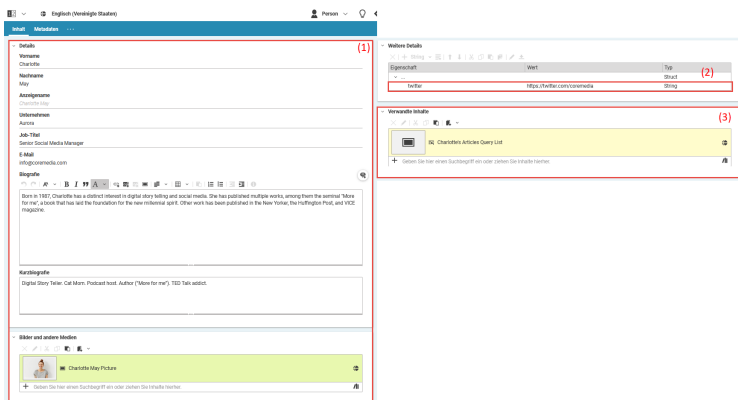 Englisch (Vereinigte Staaten)
Person
Inhalt Metadaten ...
(1)
Details
Vorname
Charlotte
Nachname
May
Anzeigename
Charlotte May
Unternehmen
Aurora
Job-Titel
Senior Social Media Manager
E-Mail
info@coremedia.com
Biografie
Born in 1987, Charlotte has a distinct interest in digital story telling and social media. She has published multiple works, among them the seminal "More
for me", a book that has laid the foundation for the new millennial spirit. Other work has been published in the New Yorker, the Huffington Post, and VICE
magazine.
Kurzbiografie
Digital Story Teller. Cat Mom. Podcast host. Author ("More for me"). TED Talk addict.
Bilder und andere Medien
Charlotte May Picture
Geben Sie hier einen Suchbegriff ein oder ziehen Sie Inhalte hierher.
Weitere Details
String
Eigenschaft Wert Typ
... Struct
(2)
twitter https://twitter.com/coremedia String
Verwandte Inhalte
(3)
Charlotte's Articles Query List
Geben Sie hier einen Suchbegriff ein oder ziehen Sie Inhalte hierher.